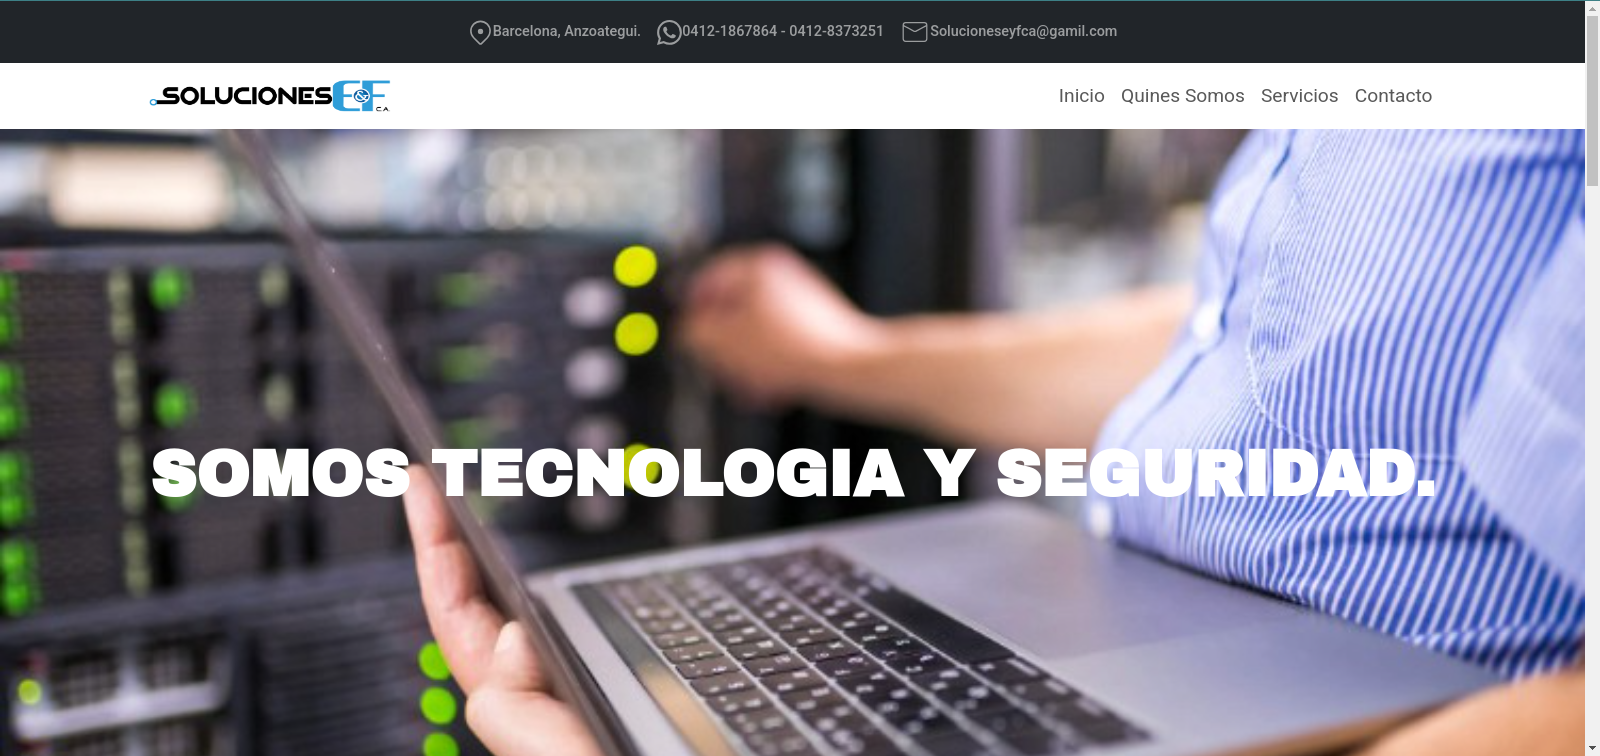 Barcelona, Anzoategui. 0412-1867864 - 0412-8373251 Solucioneseyfca@gamil.com
SOLUCIONES E&F C.A.
Inicio Quines Somos Servicios Contacto
SOMOS TECNOLOGIA Y SEGURIDAD.